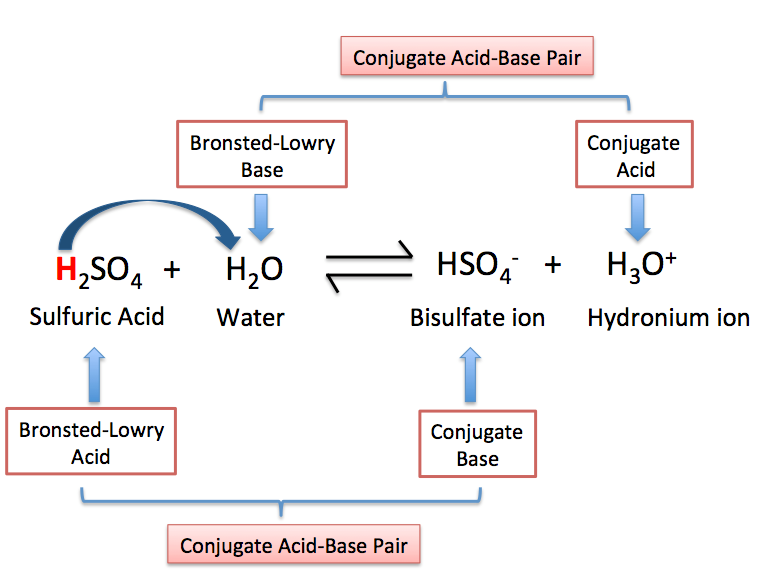 Conjugate Acid-Base Pair
Bronsted-Lowry
Base
Conjugate
Acid
H₂SO₄ + H₂O ⇌ HSO₄⁻ + H₃O⁺
Sulfuric Acid Water Bisulfate ion Hydronium ion
Bronsted-Lowry
Acid
Conjugate
Base
Conjugate Acid-Base Pair